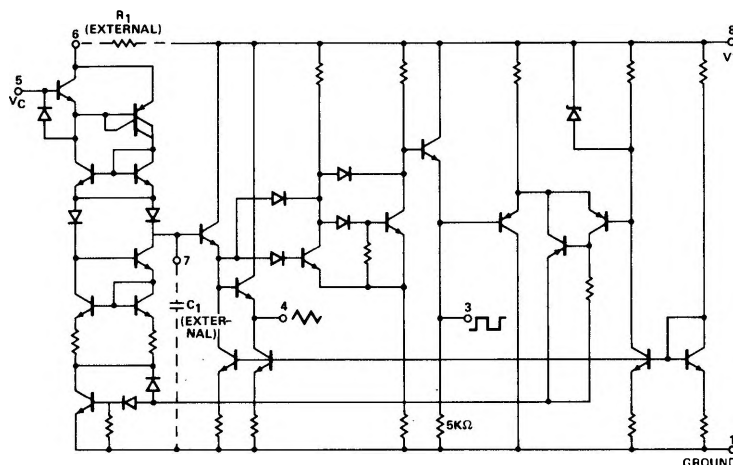 R1
(EXTERNAL)
6
8
V+
5
VC
7
C1
(EXTER-
NAL)
4
3
5KΩ
1
GROUND